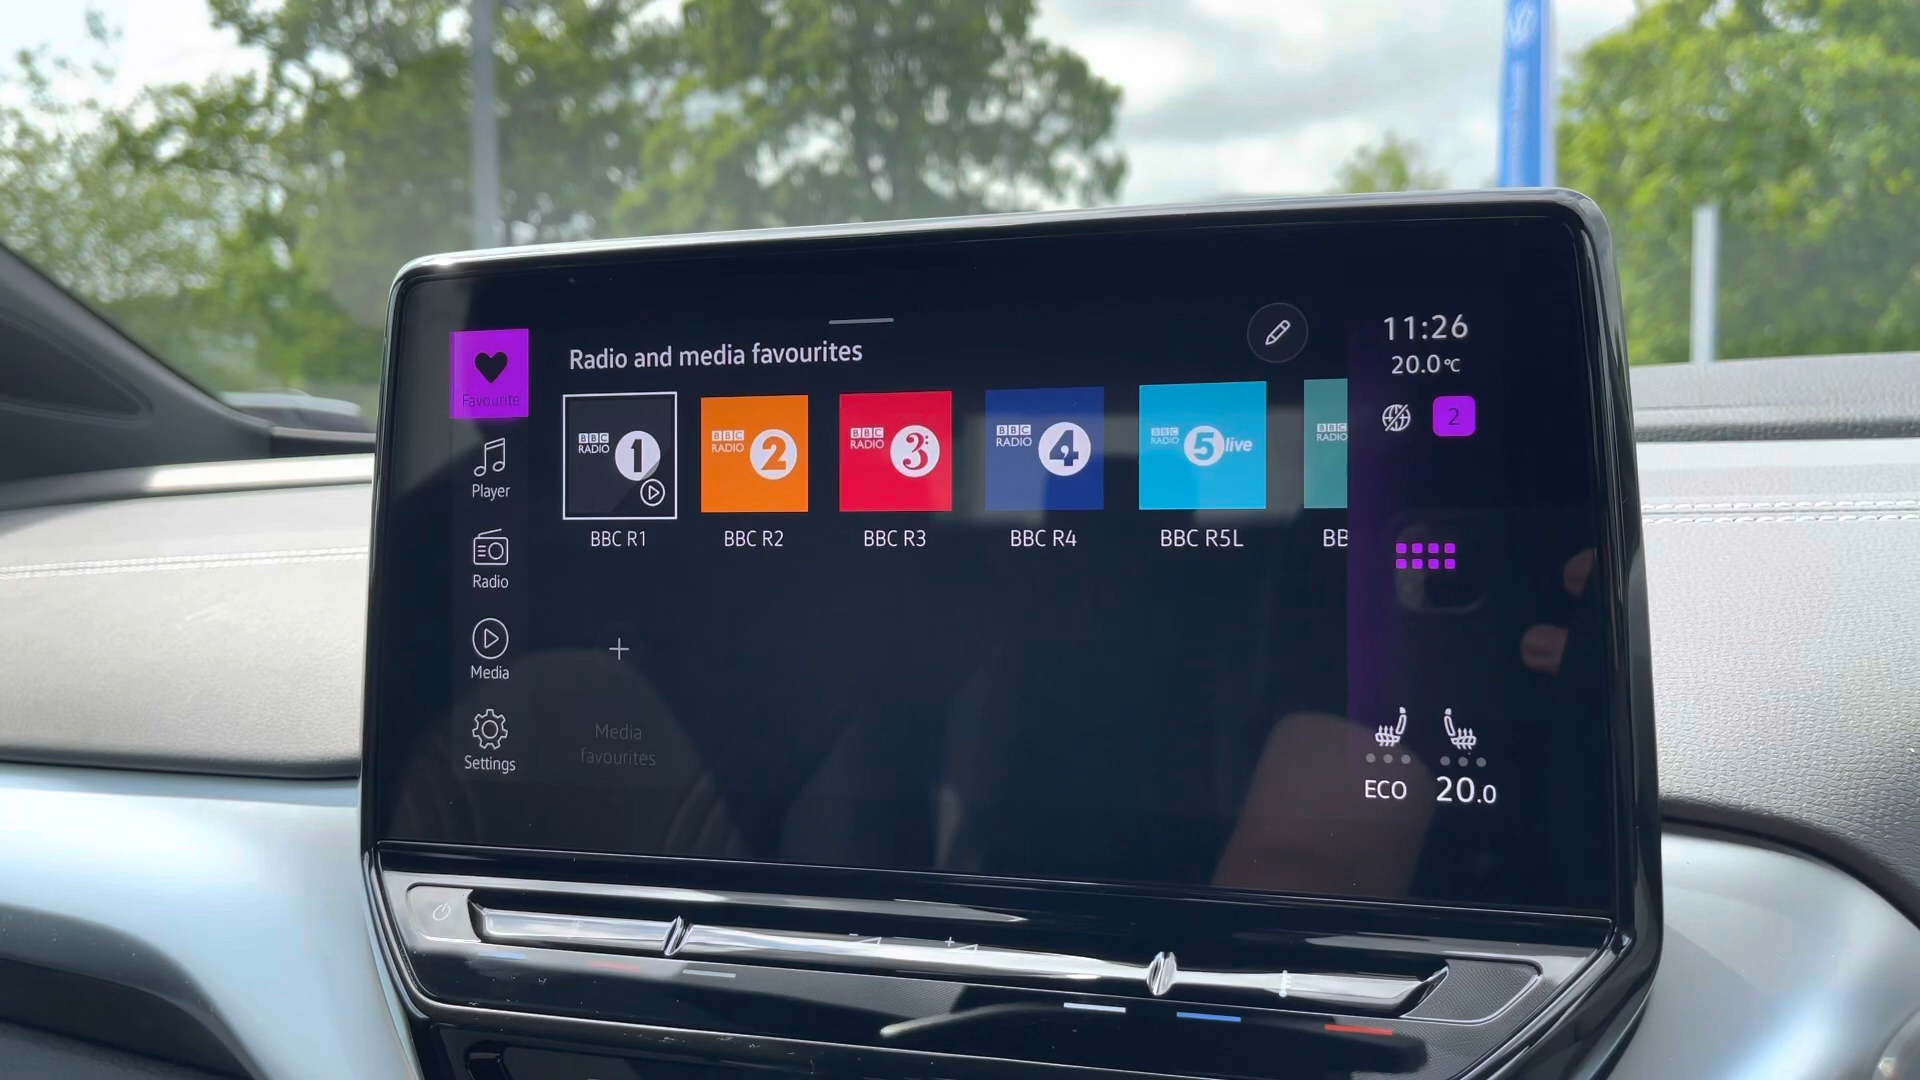 Radio and media favourites
11:26
20.0°C
2
Favourite
Player
Radio
Media
Settings
BBC
RADIO 1
BBC
RADIO 2
BBC
RADIO 3
BBC
RADIO 4
BBC
RADIO 5 live
BBC
RADIO
BBC R1
BBC R2
BBC R3
BBC R4
BBC R5L
BB
+
Media
favourites
ECO
20.0